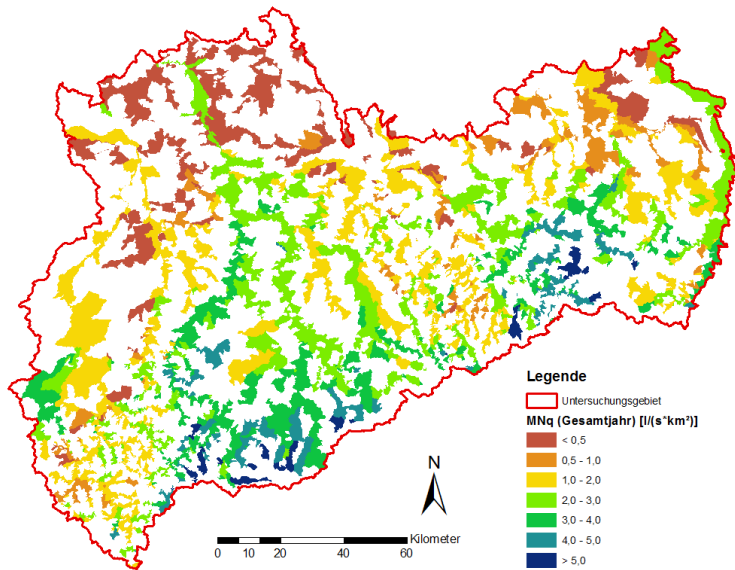 Legende
Untersuchungsgebiet
MNq (Gesamtjahr) [l/(s*km²)]
< 0,5
0,5 - 1,0
1,0 - 2,0
2,0 - 3,0
3,0 - 4,0
4,0 - 5,0
> 5,0
N
Kilometer
0 10 20 40 60